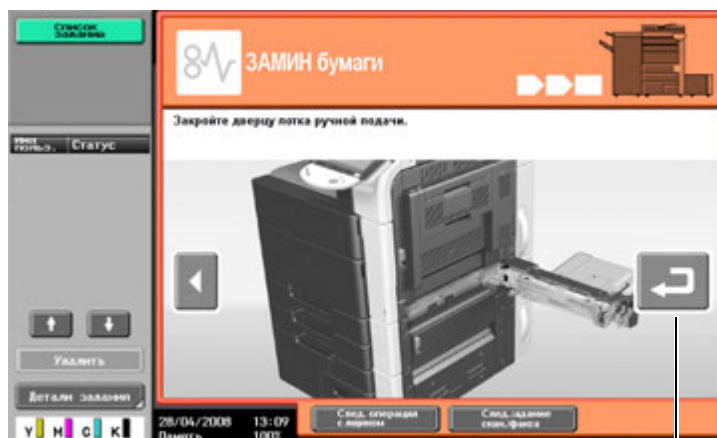 Список
задания
ЗАМИН бумаги
Закройте дверцу лотка ручной подачи.
Имя
польз.
Статус
Удалить
Детали задания
Y M C K
28/04/2008 13:09
Память 100%
След. операция
с ящиком
След.задание
скан./факса